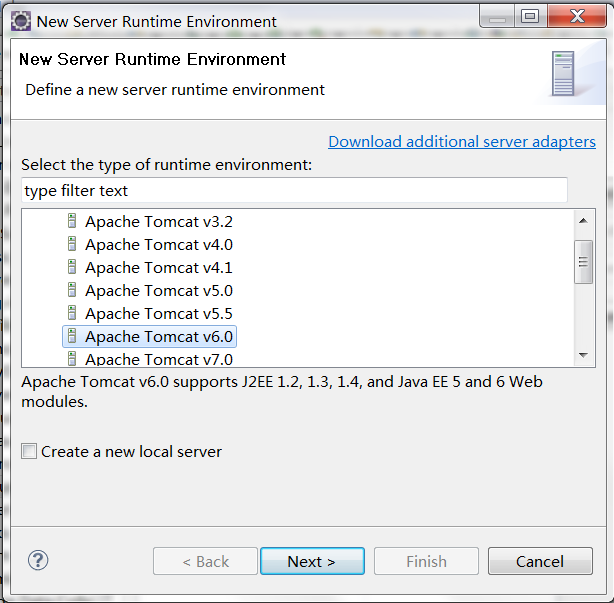 New Server Runtime Environment
New Server Runtime Environment
Define a new server runtime environment
Download additional server adapters
Select the type of runtime environment:
type filter text
Apache Tomcat v3.2
Apache Tomcat v4.0
Apache Tomcat v4.1
Apache Tomcat v5.0
Apache Tomcat v5.5
Apache Tomcat v6.0
Apache Tomcat v7.0
Apache Tomcat v6.0 supports J2EE 1.2, 1.3, 1.4, and Java EE 5 and 6 Web
modules.
Create a new local server
? < Back Next > Finish Cancel